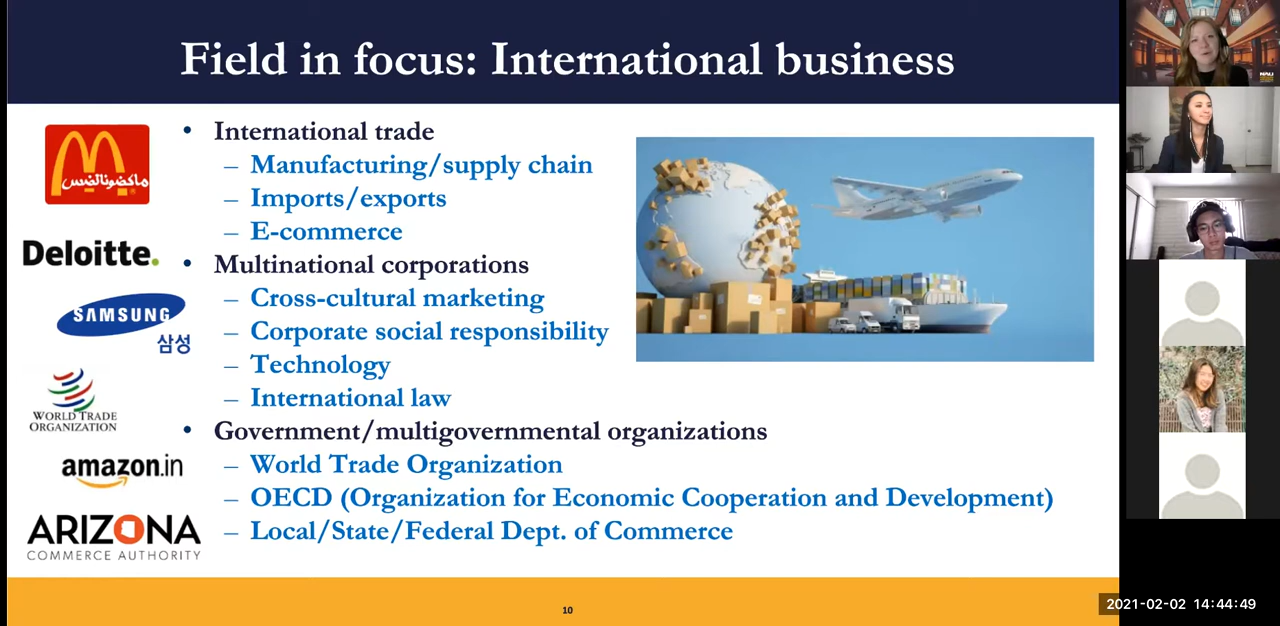 Field in focus: International business
ماكدونالدز
Deloitte.
SAMSUNG
삼성
WORLD TRADE
ORGANIZATION
amazon.in
ARIZONA
COMMERCE AUTHORITY
• International trade
– Manufacturing/supply chain
– Imports/exports
– E-commerce
• Multinational corporations
– Cross-cultural marketing
– Corporate social responsibility
– Technology
– International law
• Government/multigovernmental organizations
– World Trade Organization
– OECD (Organization for Economic Cooperation and Development)
– Local/State/Federal Dept. of Commerce
10
NAU
2021-02-02 14:44:49